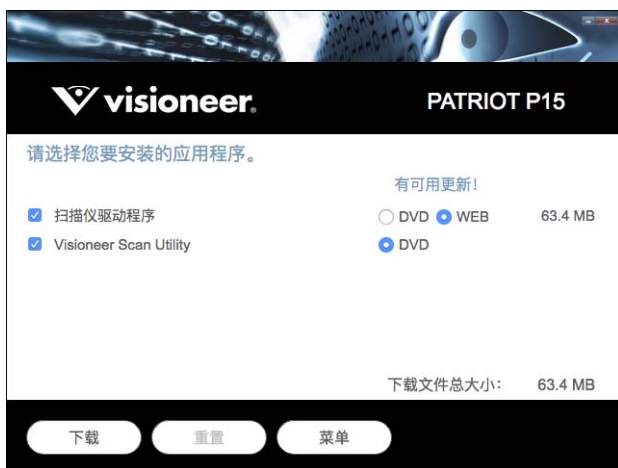 visioneer.
PATRIOT P15
请选择您要安装的应用程序。
有可用更新!
扫描仪驱动程序 DVD WEB 63.4 MB
Visioneer Scan Utility DVD
下载文件总大小: 63.4 MB
下载 重置 菜单